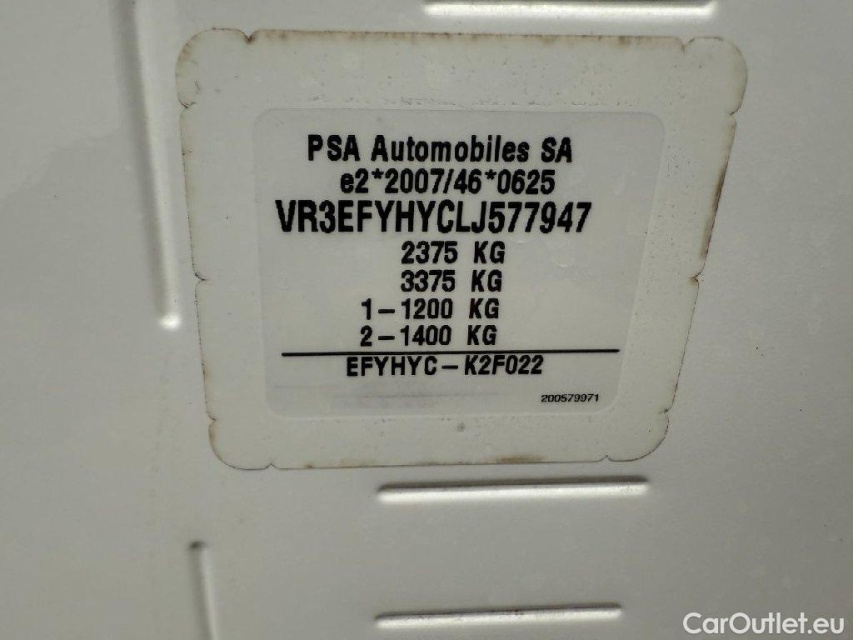 PSA Automobiles SA
e2*2007/46*0625
VR3EFYHYCLJ577947
2375 KG
3375 KG
1-1200 KG
2-1400 KG
EFYHYC-K2F022
200579971
CarOutlet.eu